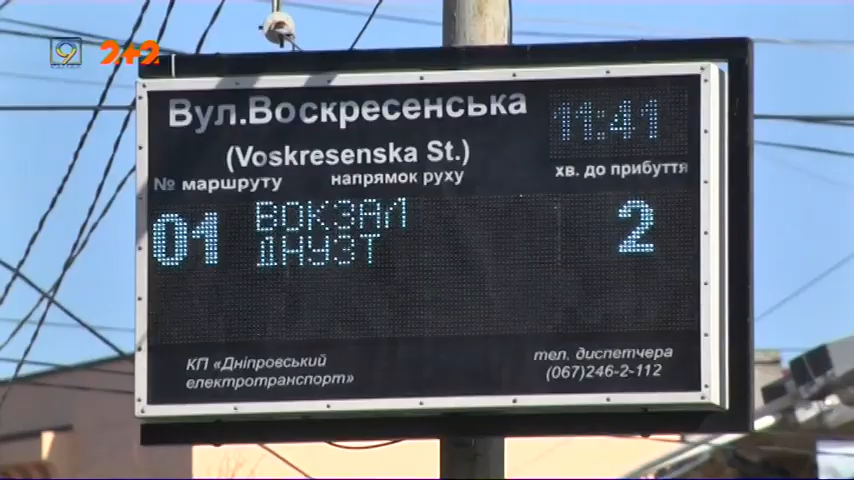 9 2+2
Вул.Воскресенська
(Voskresenska St.)
11:41
№ маршруту напрямок руху хв. до прибуття
01 ВОКЗАЛ ДНУЗТ 2
КП «Дніпровський електротранспорт»
тел. диспетчера
(067)246-2-112